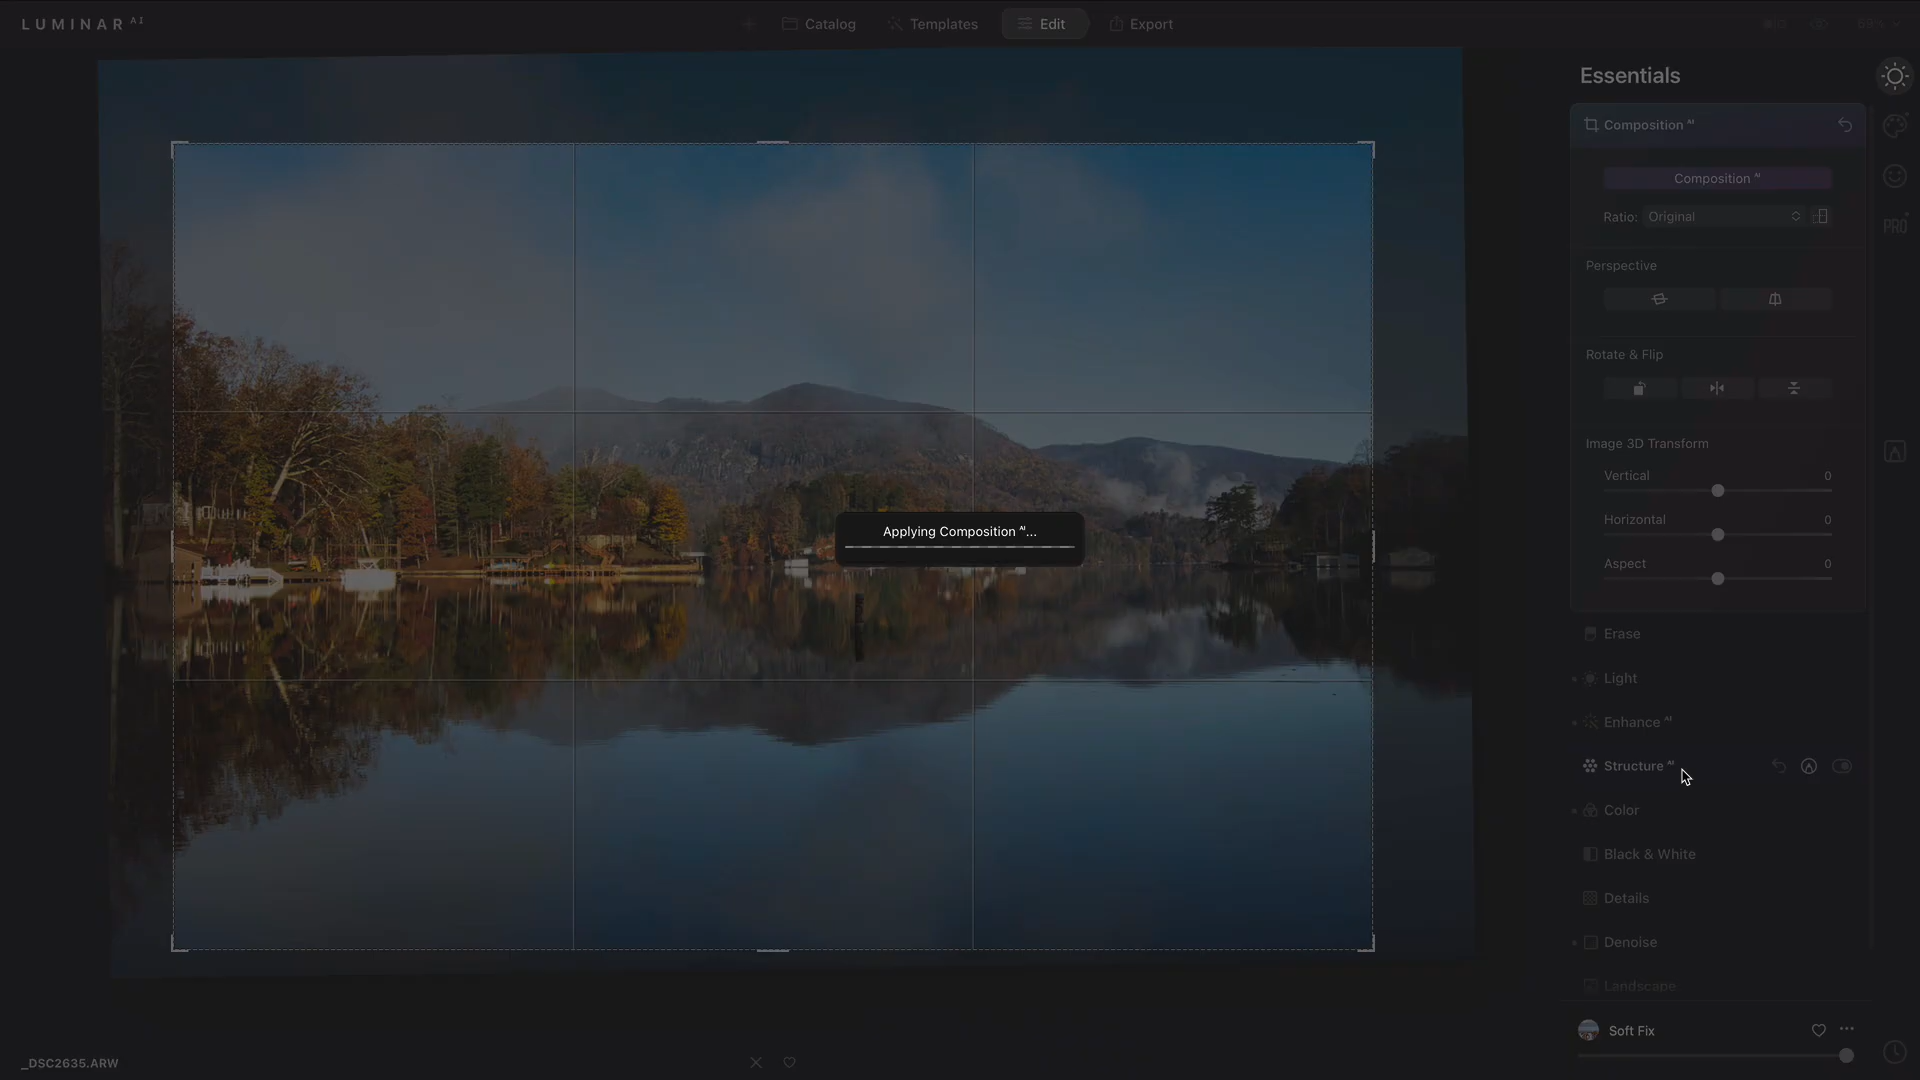 LUMINAR AI
Catalog
Templates
Edit
Export
Essentials
Composition AI
Composition AI
Ratio: Original
Perspective
Rotate & Flip
Image 3D Transform
Vertical 0
Horizontal 0
Aspect 0
Applying Composition AI...
Erase
Light
Enhance AI
Structure AI
Color
Black & White
Details
Denoise
Landscape
Soft Fix
PRO
_DSC2635.ARW